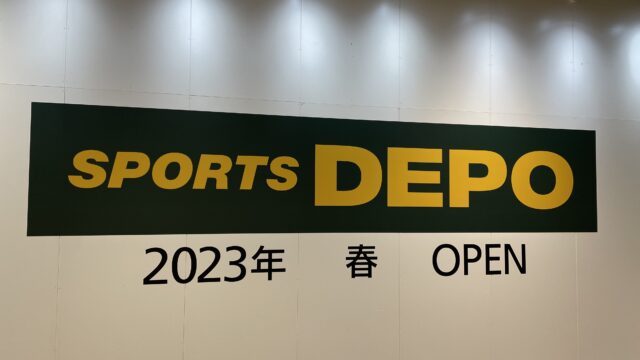 SPORTS DEPO
2023年 春 OPEN